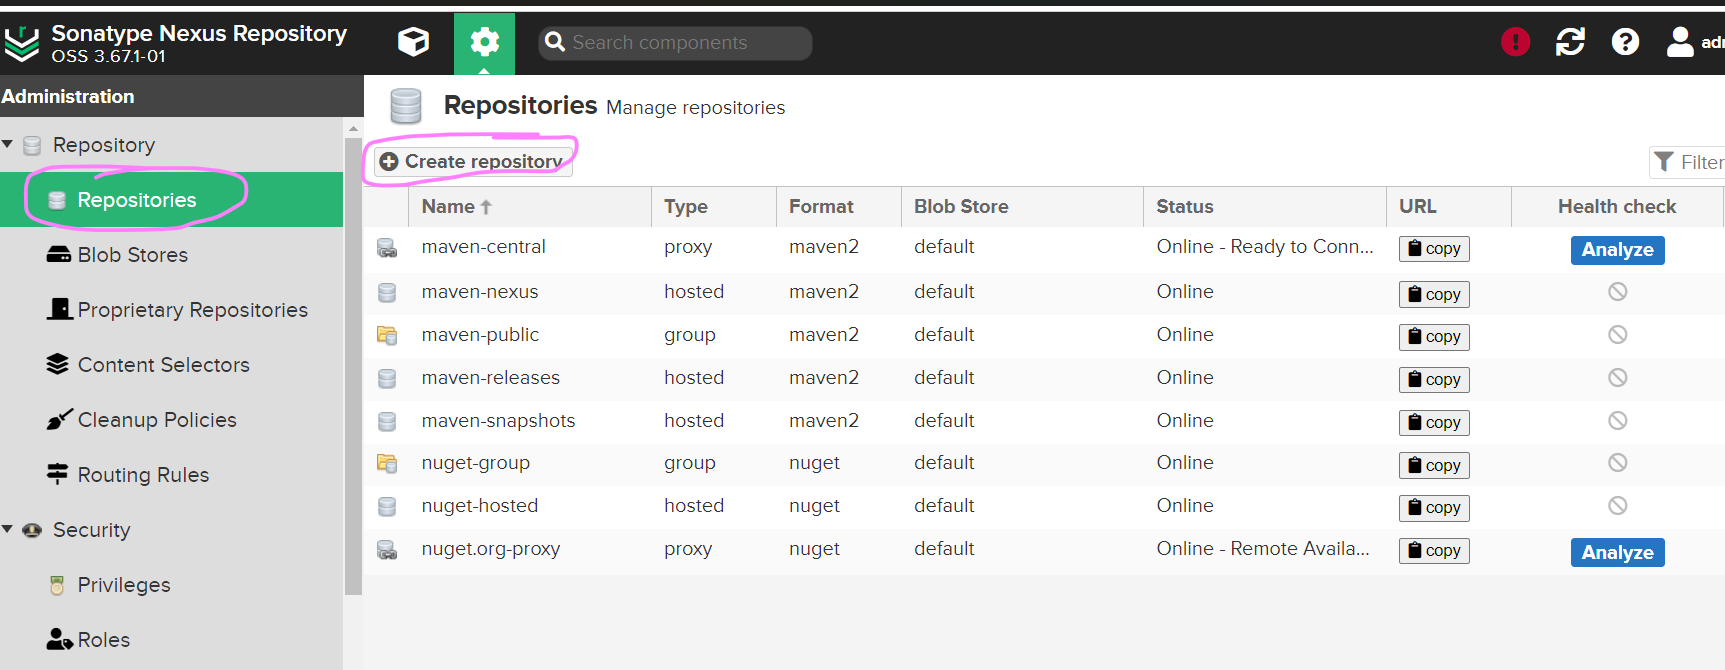 Sonatype Nexus Repository
OSS 3.67.1-01
Search components
Administration
Repository
Repositories
Blob Stores
Proprietary Repositories
Content Selectors
Cleanup Policies
Routing Rules
Security
Privileges
Roles
Repositories Manage repositories
Create repository
Filter
Name Type Format Blob Store Status URL Health check
maven-central proxy maven2 default Online - Ready to Conn... copy Analyze
maven-nexus hosted maven2 default Online copy
maven-public group maven2 default Online copy
maven-releases hosted maven2 default Online copy
maven-snapshots hosted maven2 default Online copy
nuget-group group nuget default Online copy
nuget-hosted hosted nuget default Online copy
nuget.org-proxy proxy nuget default Online - Remote Availa... copy Analyze